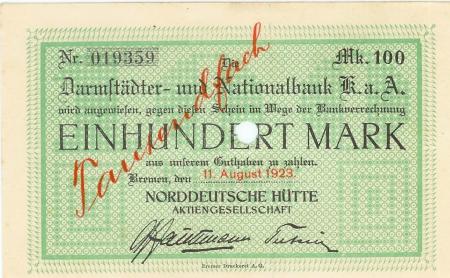 Nr. 019359 Die Mk. 100
Darmstädter- und Nationalbank K. a. A.
wird angewiesen, gegen diesen Schein im Wege der Bankverrechnung
EINHUNDERT MARK
Tausendfach
aus unserem Guthaben zu zahlen.
Bremen, den 11. August 1923.
NORDDEUTSCHE HÜTTE
AKTIENGESELLSCHAFT
Bremer Druckerei A. G.